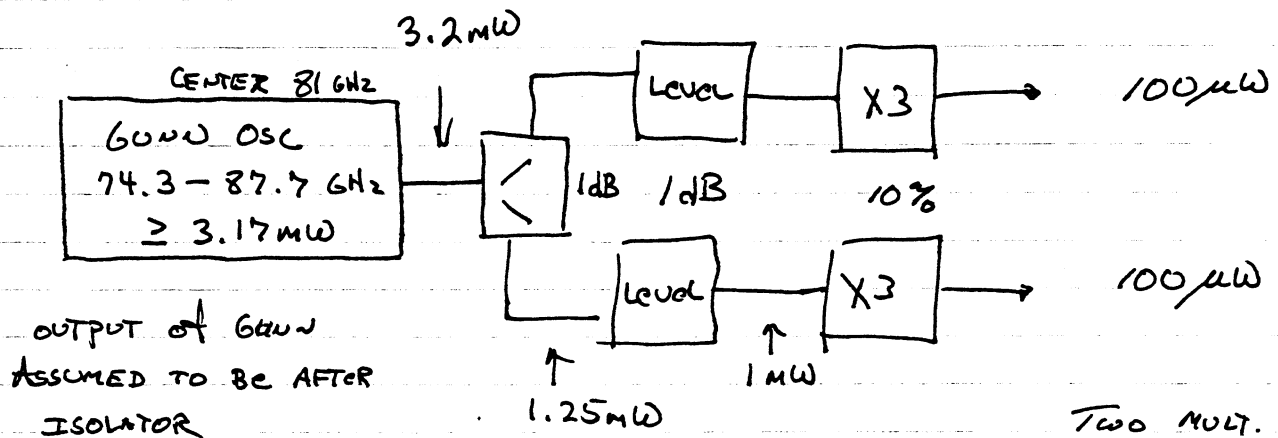 3.2mW
CENTER 81 GHz
GUNN OSC
74.3 – 87.7 GHz
≥ 3.17mW
1dB
Level
1dB
X3
10%
100μW
Level
X3
100μW
OUTPUT of GUNN
ASSUMED TO Be AFTER
ISOLATOR
1.25mW
1MW
Two MULT.